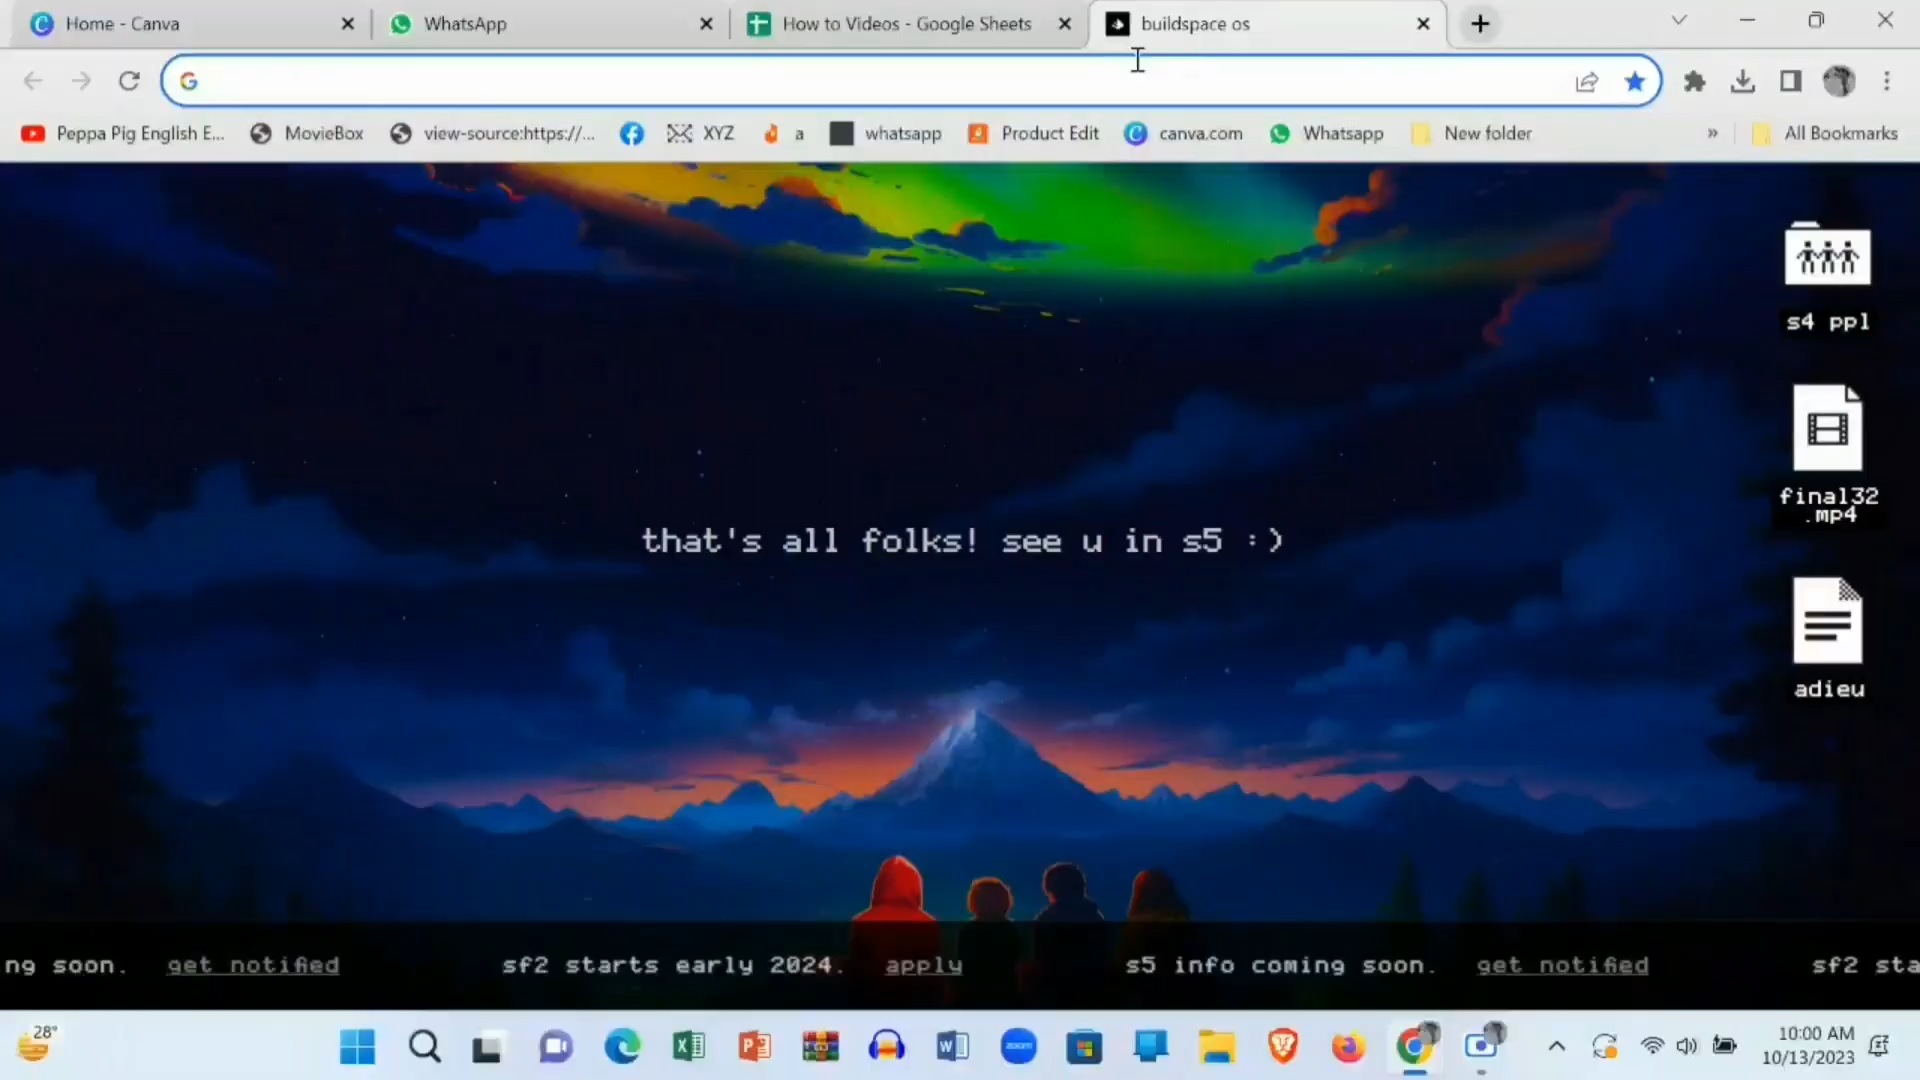 Home - Canva
WhatsApp
How to Videos - Google Sheets
buildspace os
Peppa Pig English E...
MovieBox
view-source:https://...
XYZ
a
whatsapp
Product Edit
canva.com
Whatsapp
New folder
»
All Bookmarks
s4 ppl
final32
.mp4
that's all folks! see u in s5 :)
adieu
ng soon. get notified sf2 starts early 2024. apply s5 info coming soon. get notified sf2 sta
28°
zoom
10:00 AM
10/13/2023